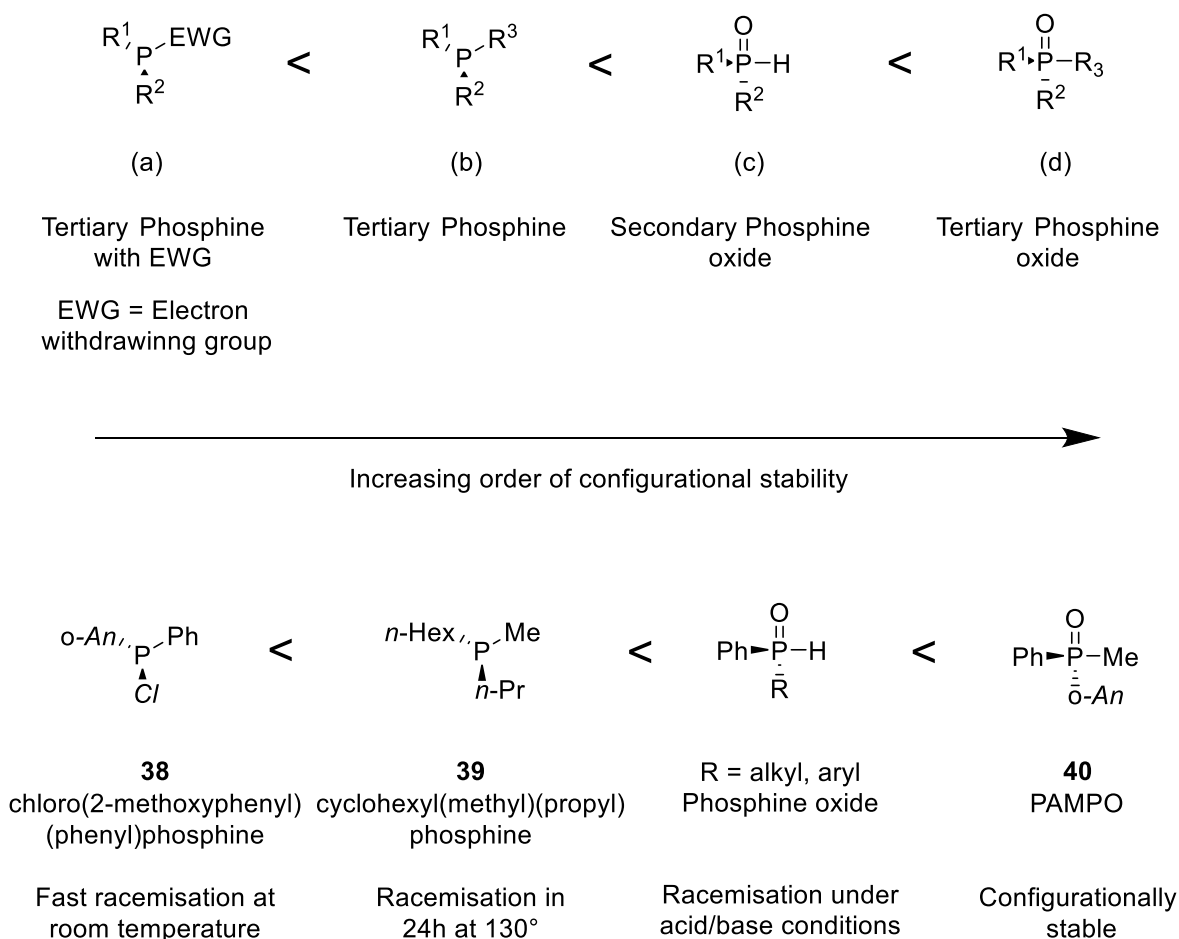 R¹ P EWG R²
<
R¹ P R³ R²
<
O R¹ P H R²
<
O R¹ P R₃ R²
(a) (b) (c) (d)
Tertiary Phosphine
with EWG
Tertiary Phosphine
Secondary Phosphine
oxide
Tertiary Phosphine
oxide
EWG = Electron
withdrawinng group
Increasing order of configurational stability
o-An P Ph Cl
<
n-Hex P Me n-Pr
<
O Ph P H R
<
O Ph P Me o-An
38
chloro(2-methoxyphenyl)
(phenyl)phosphine
39
cyclohexyl(methyl)(propyl)
phosphine
R = alkyl, aryl
Phosphine oxide
40
PAMPO
Fast racemisation at
room temperature
Racemisation in
24h at 130°
Racemisation under
acid/base conditions
Configurationally
stable